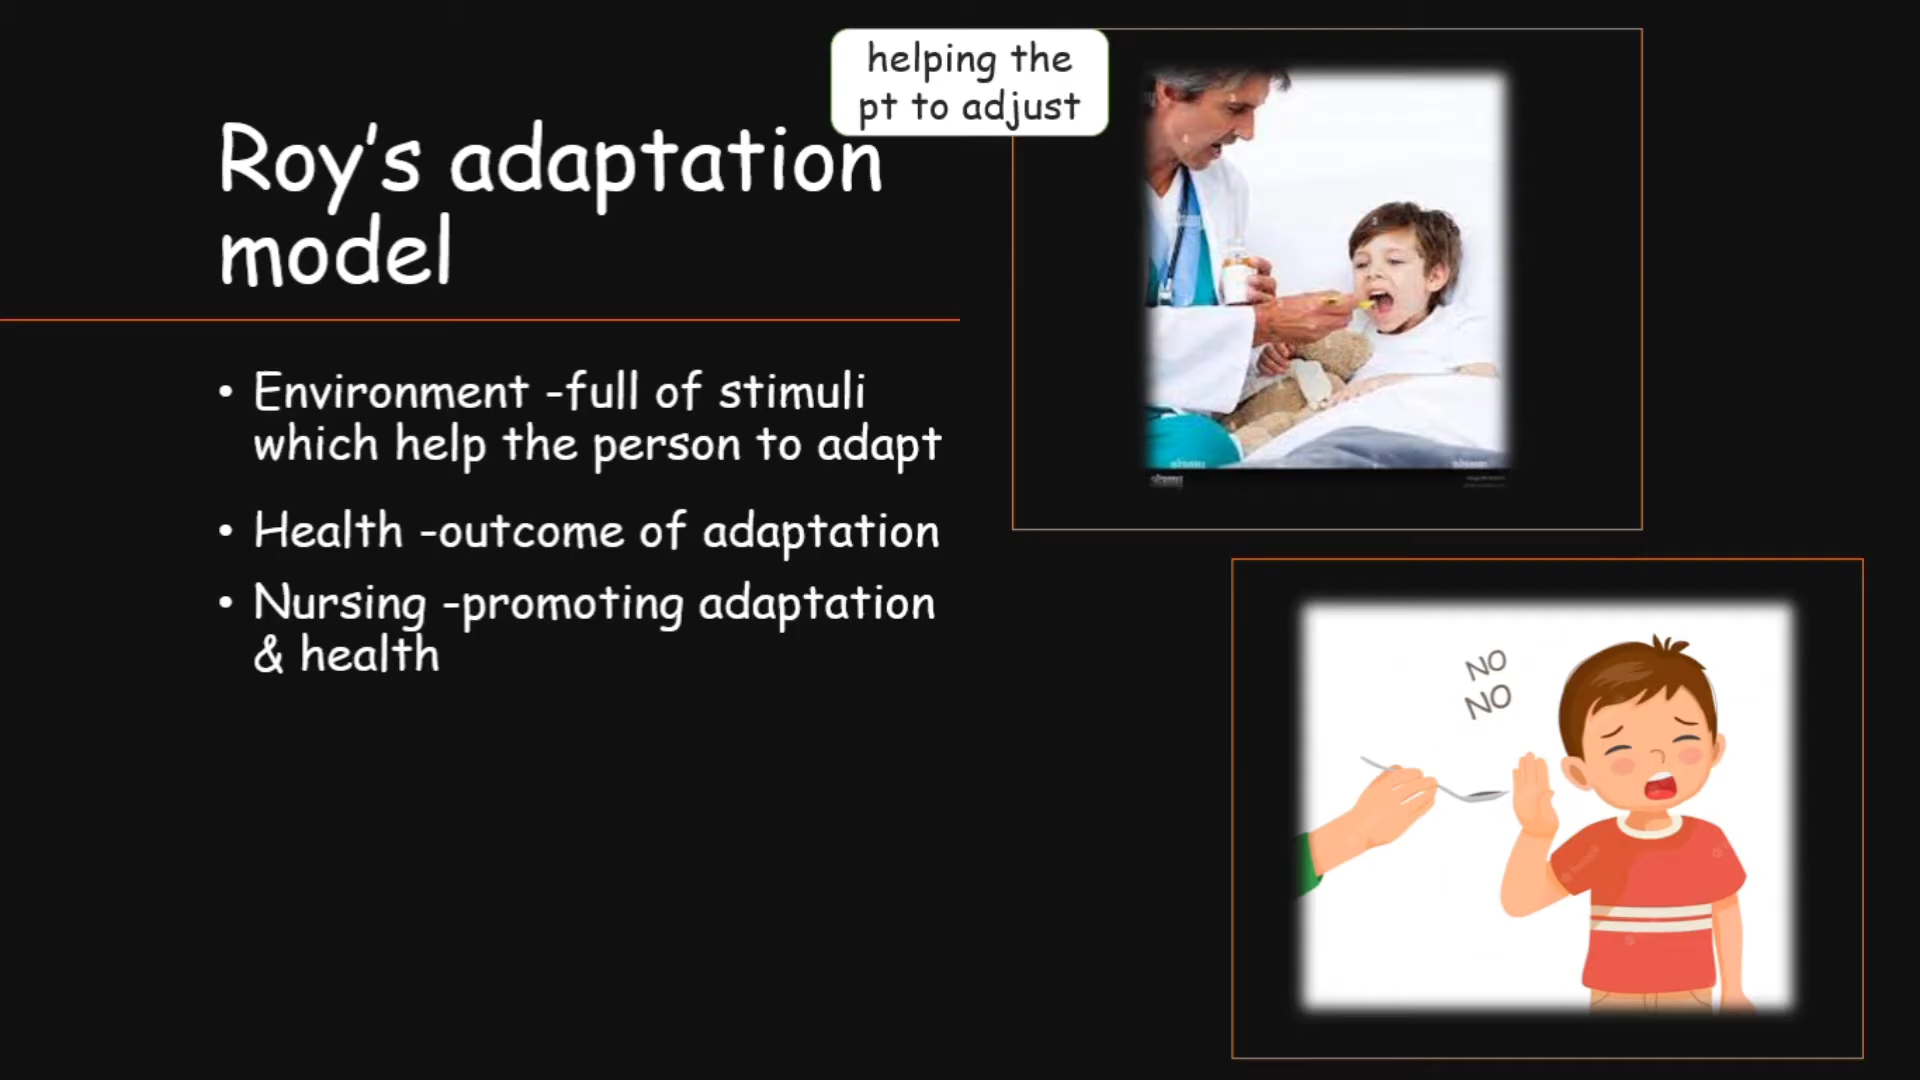 helping the
pt to adjust
Roy's adaptation
model
• Environment -full of stimuli
which help the person to adapt
• Health -outcome of adaptation
• Nursing -promoting adaptation
& health
NO
NO